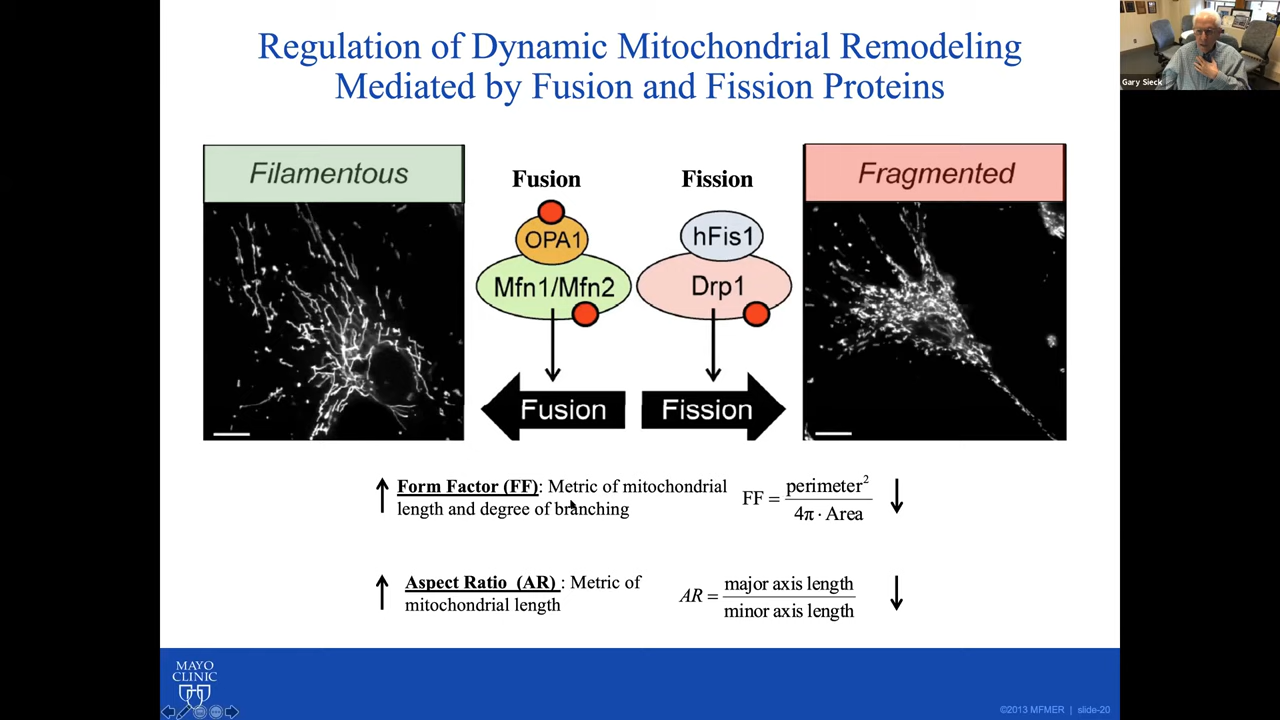 Regulation of Dynamic Mitochondrial Remodeling
Mediated by Fusion and Fission Proteins
Gary Sieck
Filamentous
Fusion
Fission
Fragmented
OPA1
hFis1
Mfn1/Mfn2
Drp1
Fusion
Fission
Form Factor (FF): Metric of mitochondrial
length and degree of branching
FF = perimeter² / 4π · Area
Aspect Ratio (AR) : Metric of
mitochondrial length
AR = major axis length / minor axis length
MAYO
CLINIC
©2013 MFMER | slide-20